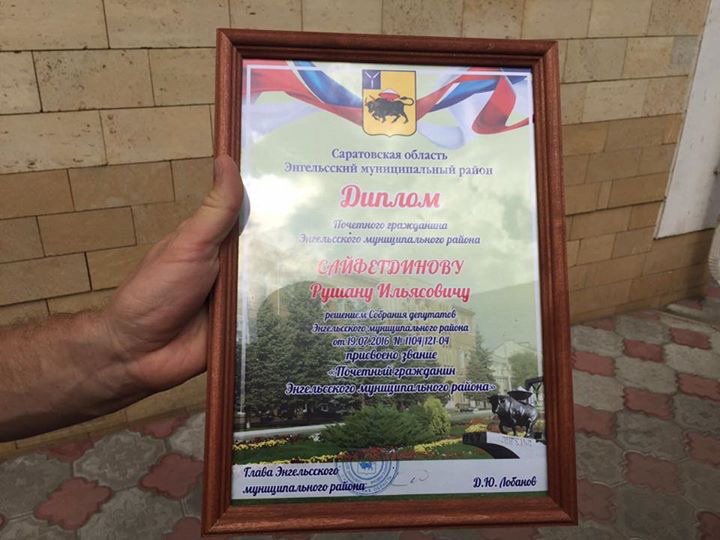 Саратовская область
Энгельсский муниципальный район
Диплом
Почетного гражданина
Энгельсского муниципального района
САЙФЕТДИНОВУ
Рушану Ильясовичу
решением Собрания депутатов
Энгельсского муниципального района
от 19.07.2016 № 1104/121-04
присвоено звание
«Почетный гражданин
Энгельсского муниципального района»
Глава Энгельсского
муниципального района
Д.Ю. Лобанов